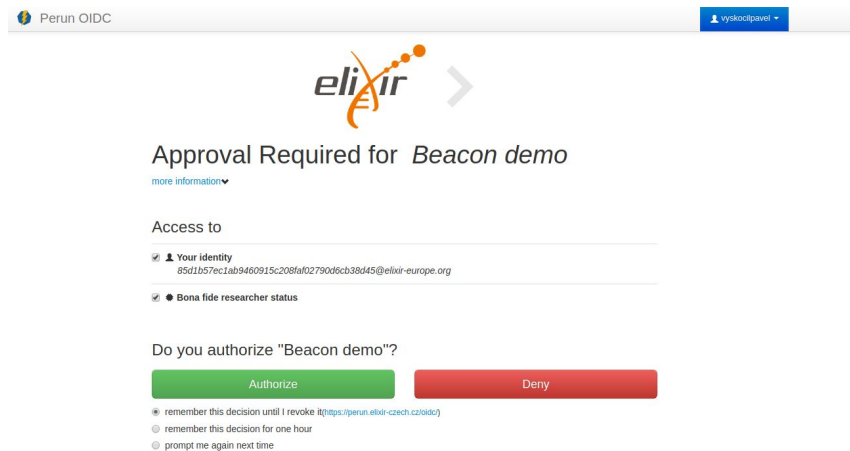 Perun OIDC
vyskocilpavel
elixir
Approval Required for Beacon demo
more information
Access to
Your identity
85d1b57ec1ab9460915c208faf02790d6cb38d45@elixir-europe.org
Bona fide researcher status
Do you authorize "Beacon demo"?
Authorize
Deny
remember this decision until I revoke it(https://perun.elixir-czech.cz/oidc/)
remember this decision for one hour
prompt me again next time